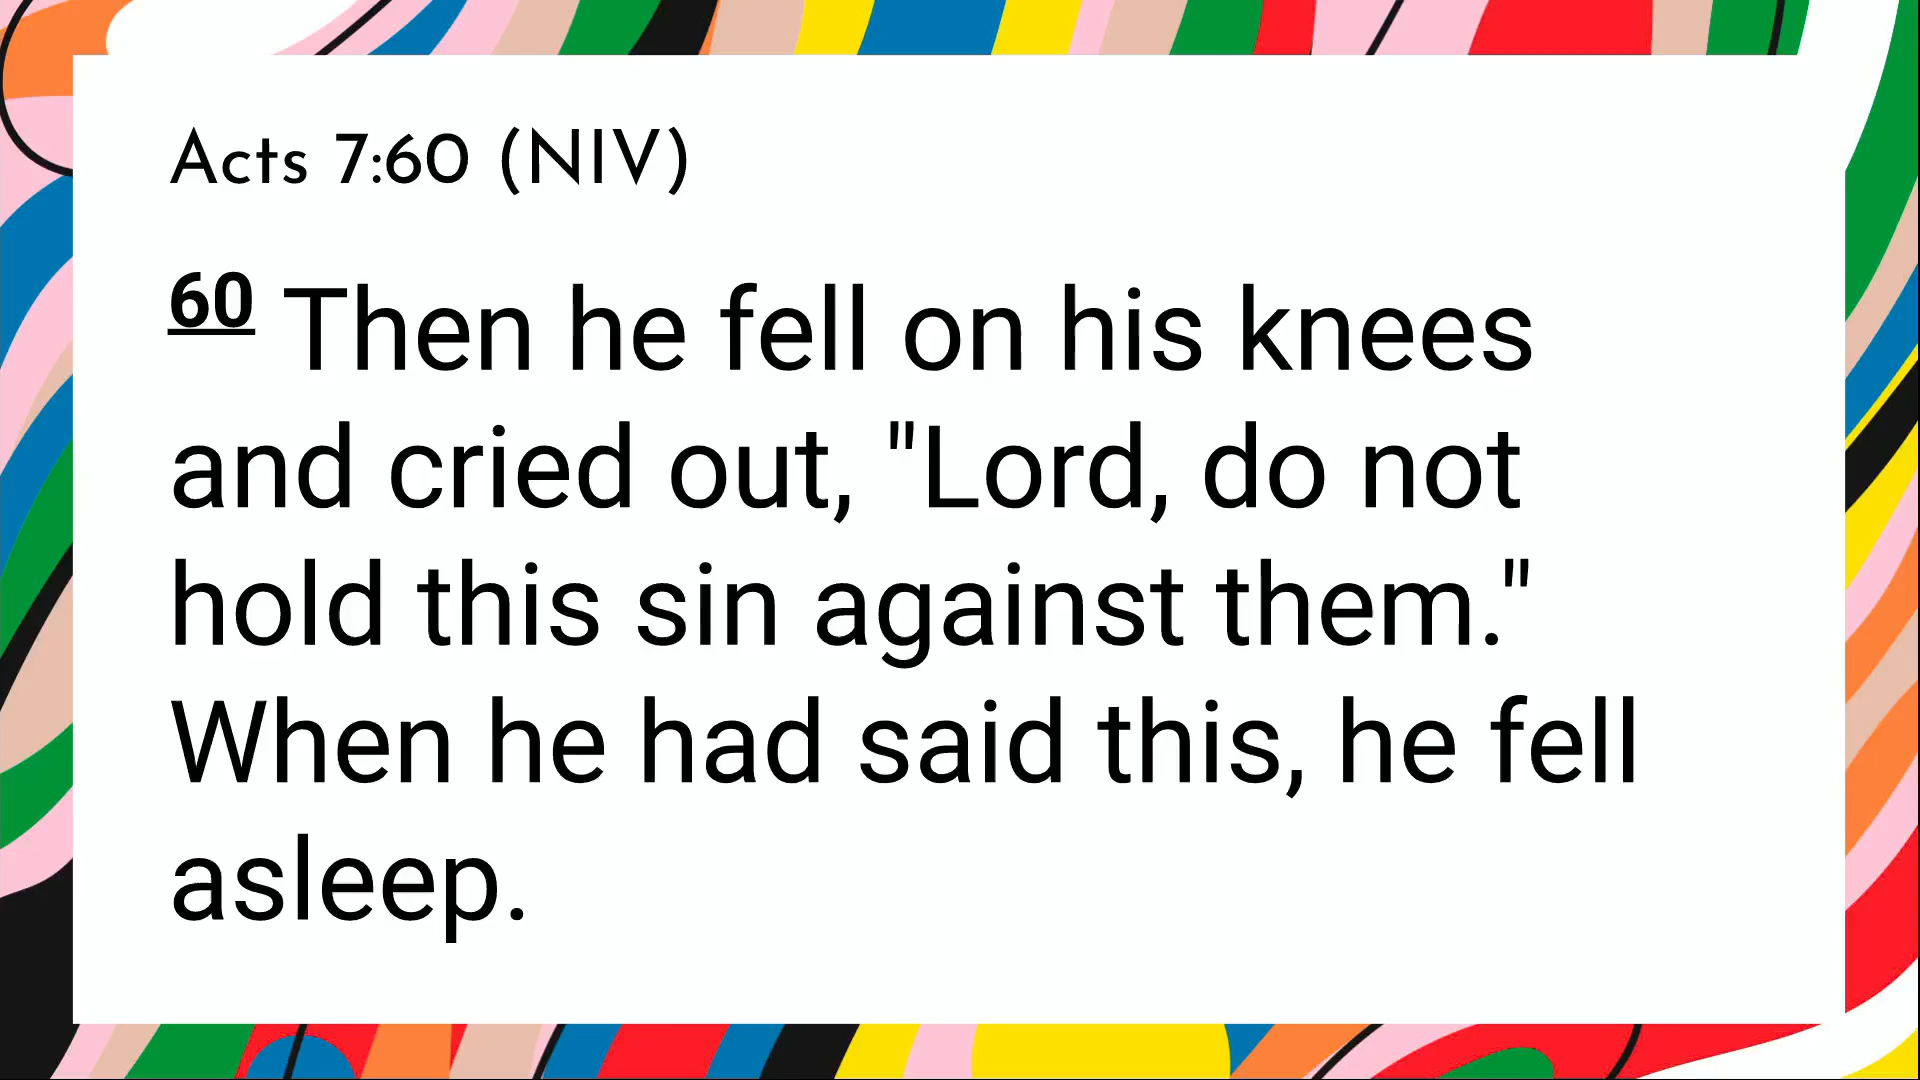 Acts 7:60 (NIV)
60 Then he fell on his knees
and cried out, "Lord, do not
hold this sin against them."
When he had said this, he fell
asleep.